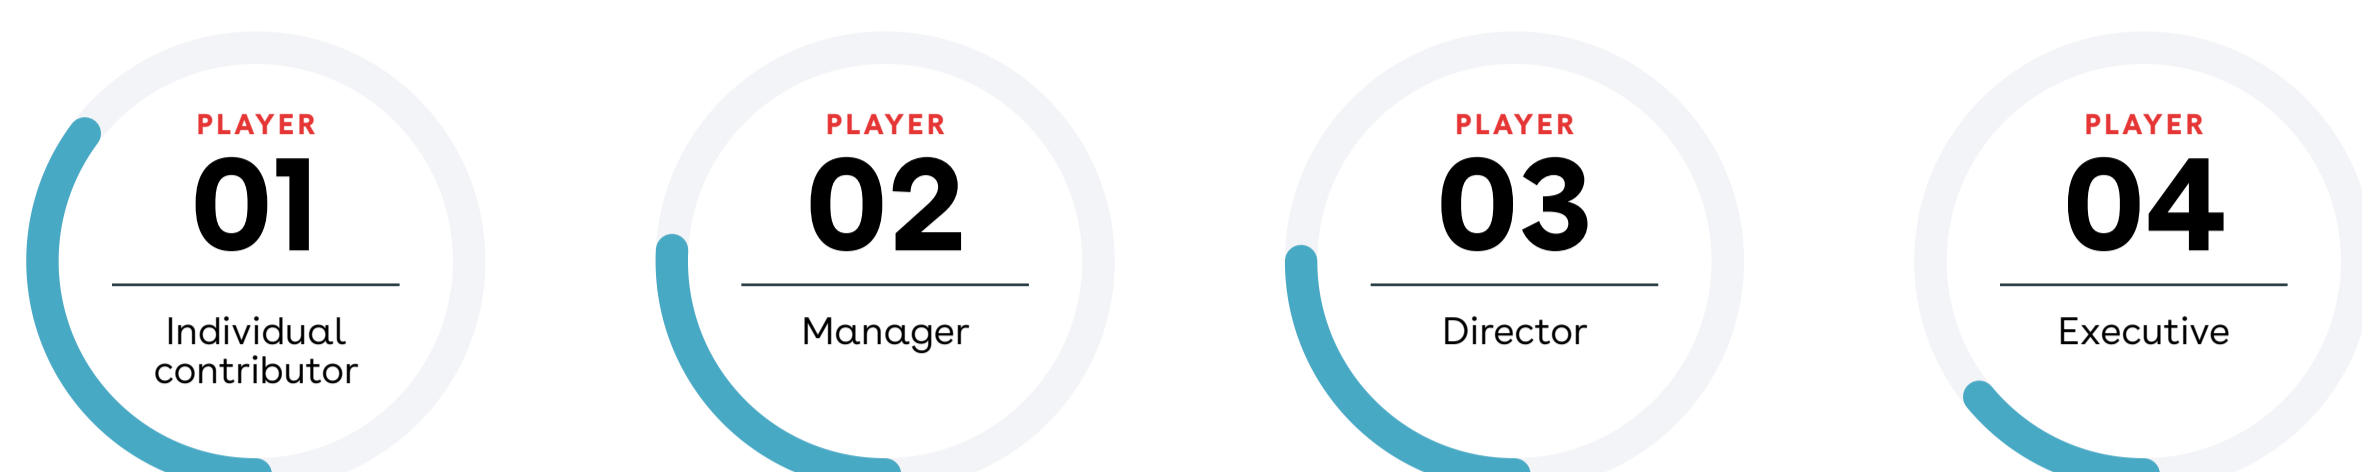 PLAYER
01
Individual
contributor
PLAYER
02
Manager
PLAYER
03
Director
PLAYER
04
Executive